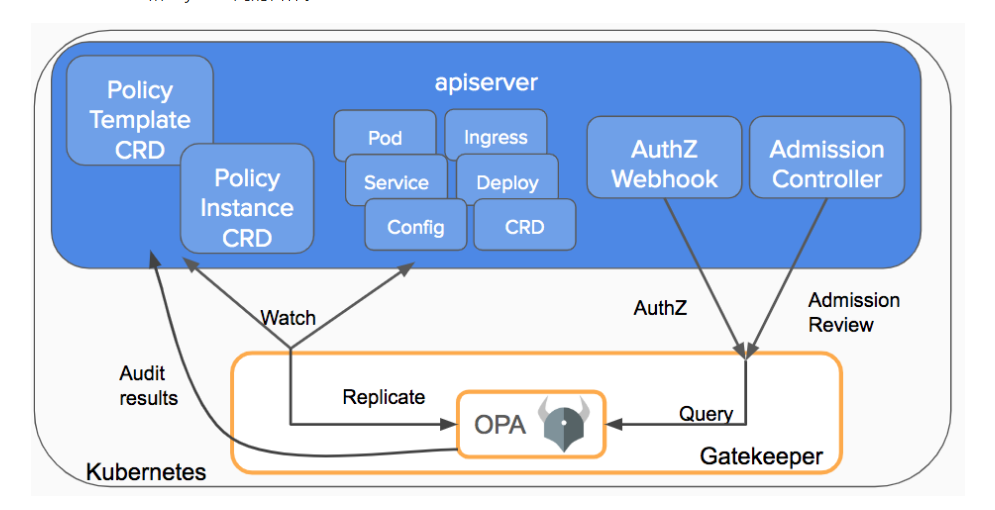 apiserver
Policy
Template
CRD
Policy
Instance
CRD
Pod
Ingress
Service
Deploy
Config
CRD
AuthZ
Webhook
Admission
Controller
Watch
AuthZ
Admission
Review
Audit
results
Replicate
OPA
Query
Gatekeeper
Kubernetes